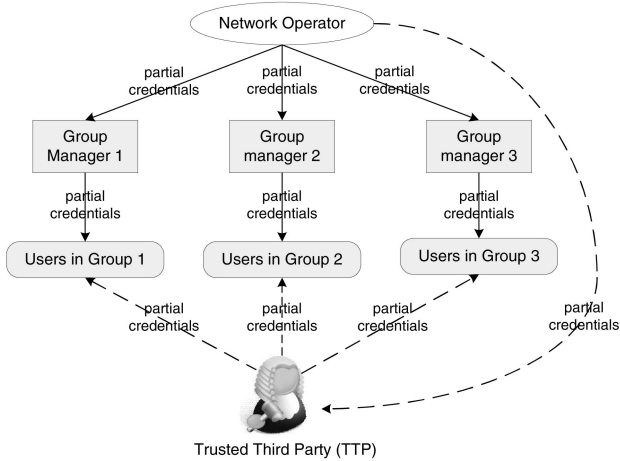 Network Operator
partial
credentials
partial
credentials
partial
credentials
Group
Manager 1
Group
manager 2
Group
manager 3
partial
credentials
partial
credentials
partial
credentials
Users in Group 1
Users in Group 2
Users in Group 3
partial
credentials
partial
credentials
partial
credentials
partial
credentials
Trusted Third Party (TTP)